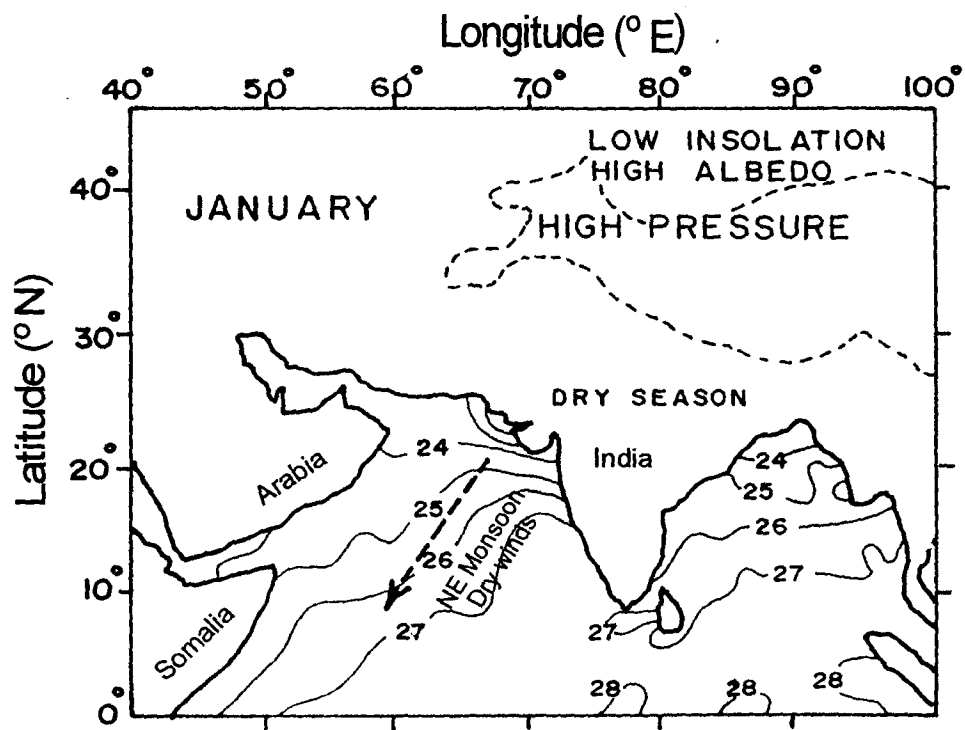 Longitude (° E)
40° 50° 60° 70° 80° 90° 100°
LOW INSOLATION
HIGH ALBEDO
40°
JANUARY
HIGH PRESSURE
Latitude (°N)
30°
DRY SEASON
24
India
24
20°
Arabia
25
25
26
NE Monsoon
Dry winds
26
10°
27
Somalia
27
27
28
28
28
0°